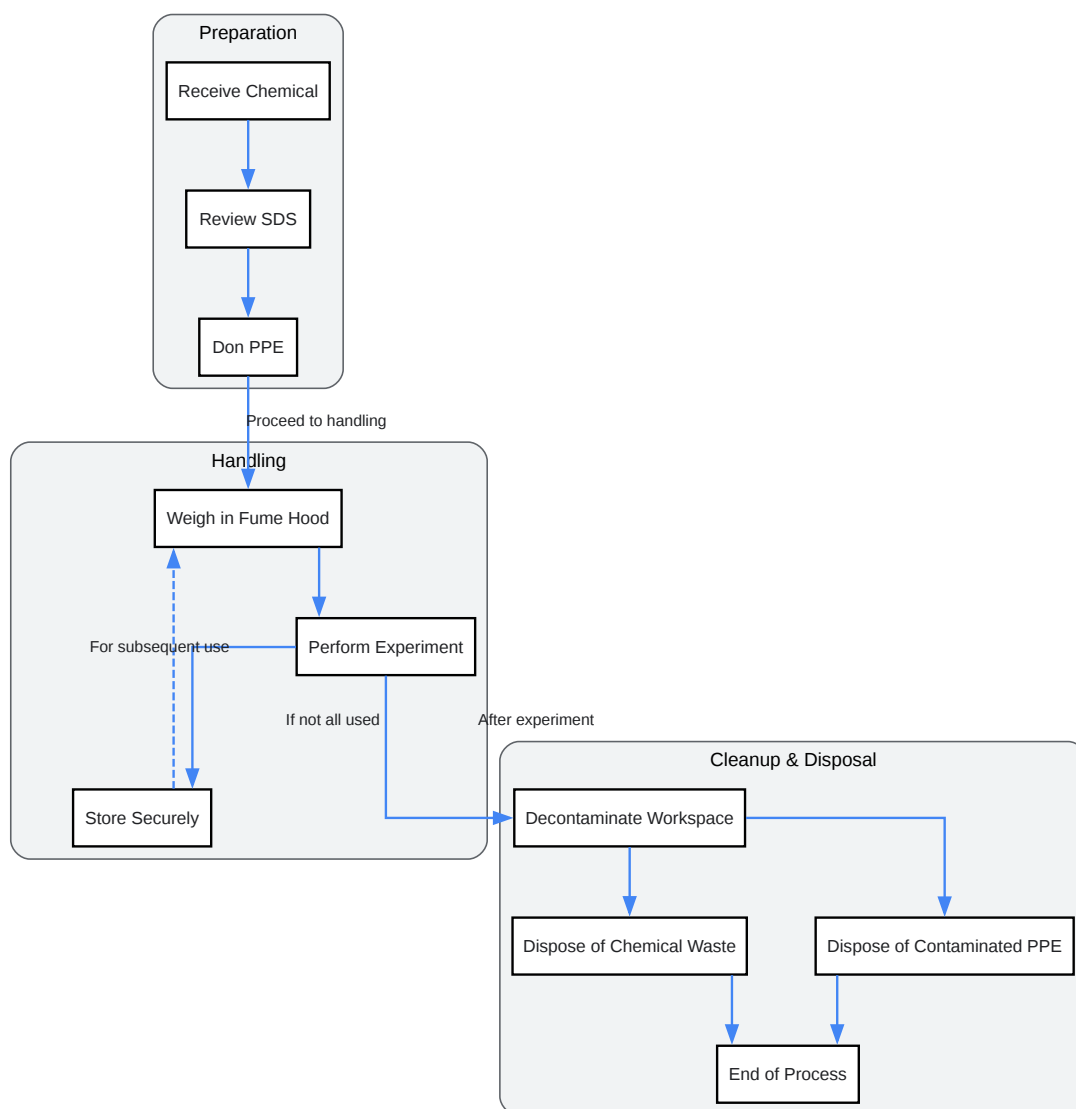 Preparation
Receive Chemical
Review SDS
Don PPE
Proceed to handling
Handling
Weigh in Fume Hood
For subsequent use
Perform Experiment
If not all used
After experiment
Store Securely
Cleanup & Disposal
Decontaminate Workspace
Dispose of Chemical Waste
Dispose of Contaminated PPE
End of Process